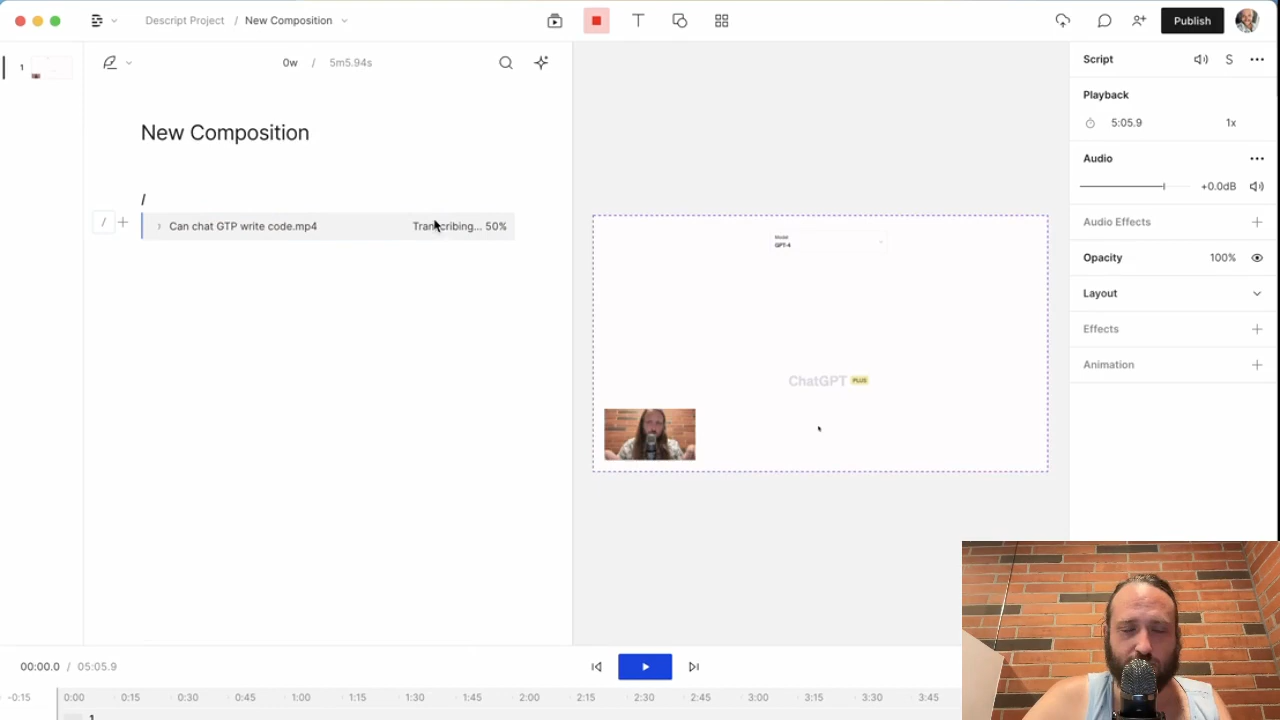 Descript Project / New Composition
Publish
1
0w / 5m5.94s
New Composition
/
/ +
Can chat GTP write code.mp4 Transcribing... 50%
Model
GPT-4
ChatGPT PLUS
Script S
Playback
5:05.9 1x
Audio
+0.0dB
Audio Effects
Opacity 100%
Layout
Effects
Animation
00:00.0 / 05:05.9
-0:15 0:00 0:15 0:30 0:45 1:00 1:15 1:30 1:45 2:00 2:15 2:30 2:45 3:00 3:15 3:30 3:45
1